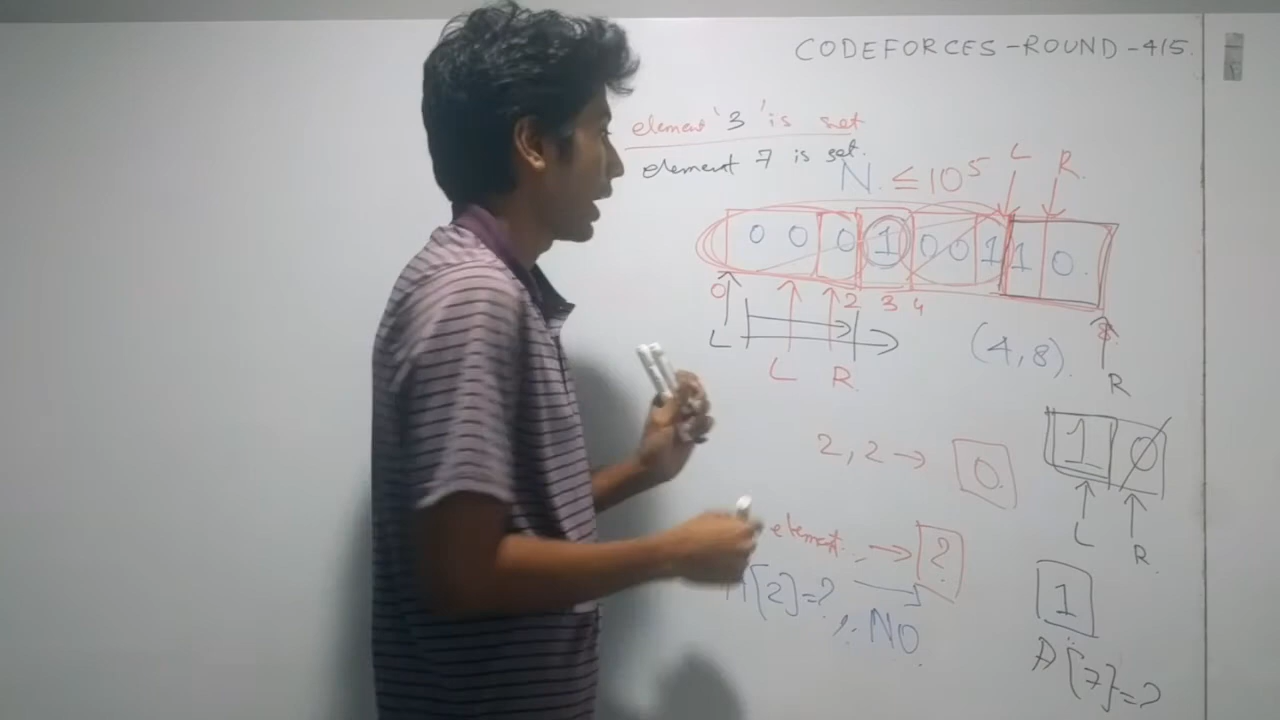 CODEFORCES-ROUND-415.
element '3' is set
element 7 is set.
N. ≤ 10^5
L R.
0 0 0 1 0 0 1 1 0.
0 2 3 4 8
L
L R
(4,8).
R
2,2 → 0
1 0
L R.
element → ?
A[2]=?
∴ NO
1
A[7]=?